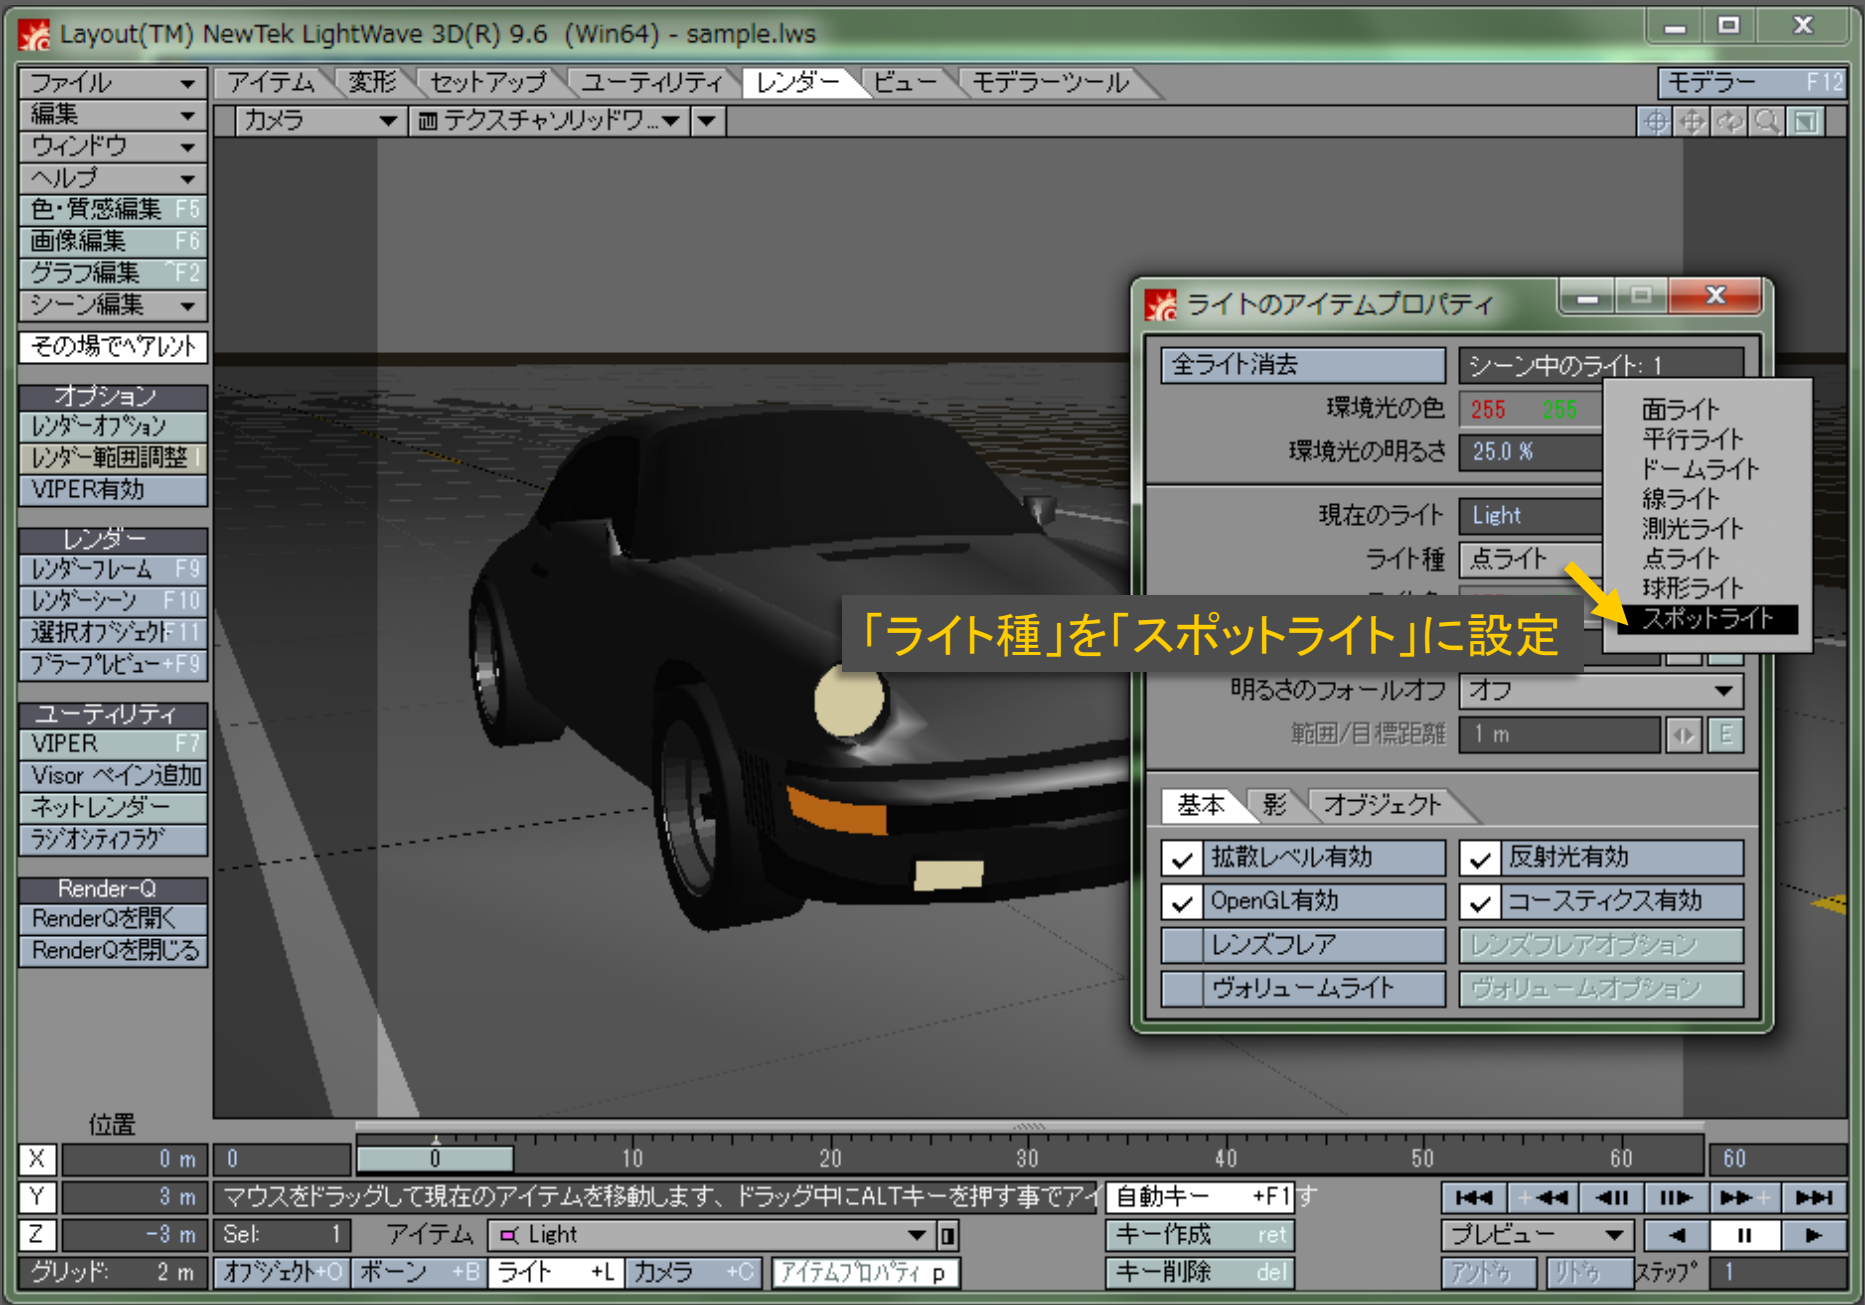 Layout(TM) NewTek LightWave 3D(R) 9.6 (Win64) - sample.lws
ファイル
アイテム 変形 セットアップ ユーティリティ レンダー ビュー モデラーツール
モデラー F12
編集
カメラ テクスチャソリッドワ...
ウィンドウ
ヘルプ
色・質感編集 F5
画像編集 F6
グラフ編集 ^F2
シーン編集
その場でペアレント
オプション
レンダーオプション
レンダー範囲調整 l
VIPER有効
レンダー
レンダーフレーム F9
レンダーシーン F10
選択オブジェクト F11
ブラープレビュー +F9
ユーティリティ
VIPER F7
Visor ペイン追加
ネットレンダー
ラジオシティフラグ
Render-Q
RenderQを開く
RenderQを閉じる
ライトのアイテムプロパティ
全ライト消去 シーン中のライト: 1
環境光の色 255 255
環境光の明るさ 25.0 %
現在のライト Light
ライト種 点ライト
面ライト
平行ライト
ドームライト
線ライト
測光ライト
点ライト
球形ライト
スポットライト
「ライト種」を「スポットライト」に設定
明るさのフォールオフ オフ
範囲/目標距離 1 m E
基本 影 オブジェクト
拡散レベル有効 反射光有効
OpenGL有効 コースティクス有効
レンズフレア レンズフレアオプション
ヴォリュームライト ヴォリュームオプション
位置
X 0 m 0 0 10 20 30 40 50 60 60
Y 3 m マウスをドラッグして現在のアイテムを移動します、ドラッグ中にALTキーを押す事でアイ 自動キー +F1 す
Z -3 m Sel: 1 アイテム Light キー作成 ret プレビュー
グリッド: 2 m オブジェクト +O ボーン +B ライト +L カメラ +C アイテムプロパティ p キー削除 del アンドゥ リドゥ ステップ 1